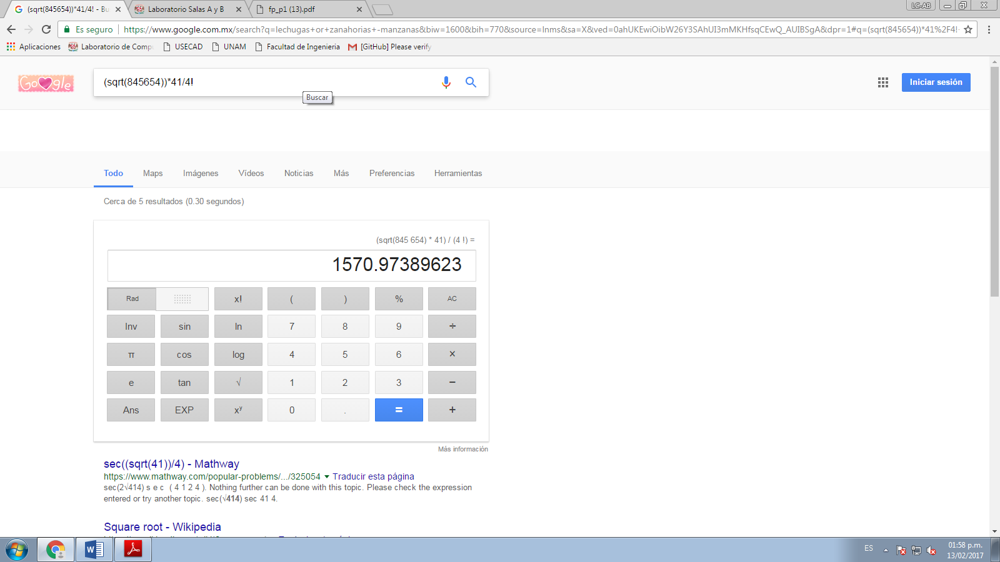 (sqrt(845654))*41/4! - Bu
Laboratorio Salas A y B
fp_p1 (13).pdf
LC-AB
Es seguro
https://www.google.com.mx/search?q=lechugas+or+zanahorias+-manzanas&biw=1600&bih=770&source=lnms&sa=X&ved=0ahUKEwiOibW26Y3SAhUI3mMKHfsqCEwQ_AUIBSgA&dpr=1#q=(sqrt(845654))*41%2F4!
Aplicaciones
Laboratorio de Comp
USECAD
UNAM
Facultad de Ingenieria
[GitHub] Please verify
Google
(sqrt(845654))*41/4!
Iniciar sesión
Buscar
Todo Maps Imágenes Vídeos Noticias Más Preferencias Herramientas
Cerca de 5 resultados (0.30 segundos)
(sqrt(845 654) * 41) / (4 !) =
1570.97389623
Rad x! ( ) % AC
Inv sin ln 7 8 9 ÷
π cos log 4 5 6 ×
e tan √ 1 2 3 −
Ans EXP xʸ 0 . = +
Más información
sec((sqrt(41))/4) - Mathway
https://www.mathway.com/popular-problems/.../325054 Traducir esta página
sec(2√414) s e c ( 4 1 2 4 ). Nothing further can be done with this topic. Please check the expression
entered or try another topic. sec(√414) sec 41 4.
Square root - Wikipedia
ES
01:58 p.m.
13/02/2017